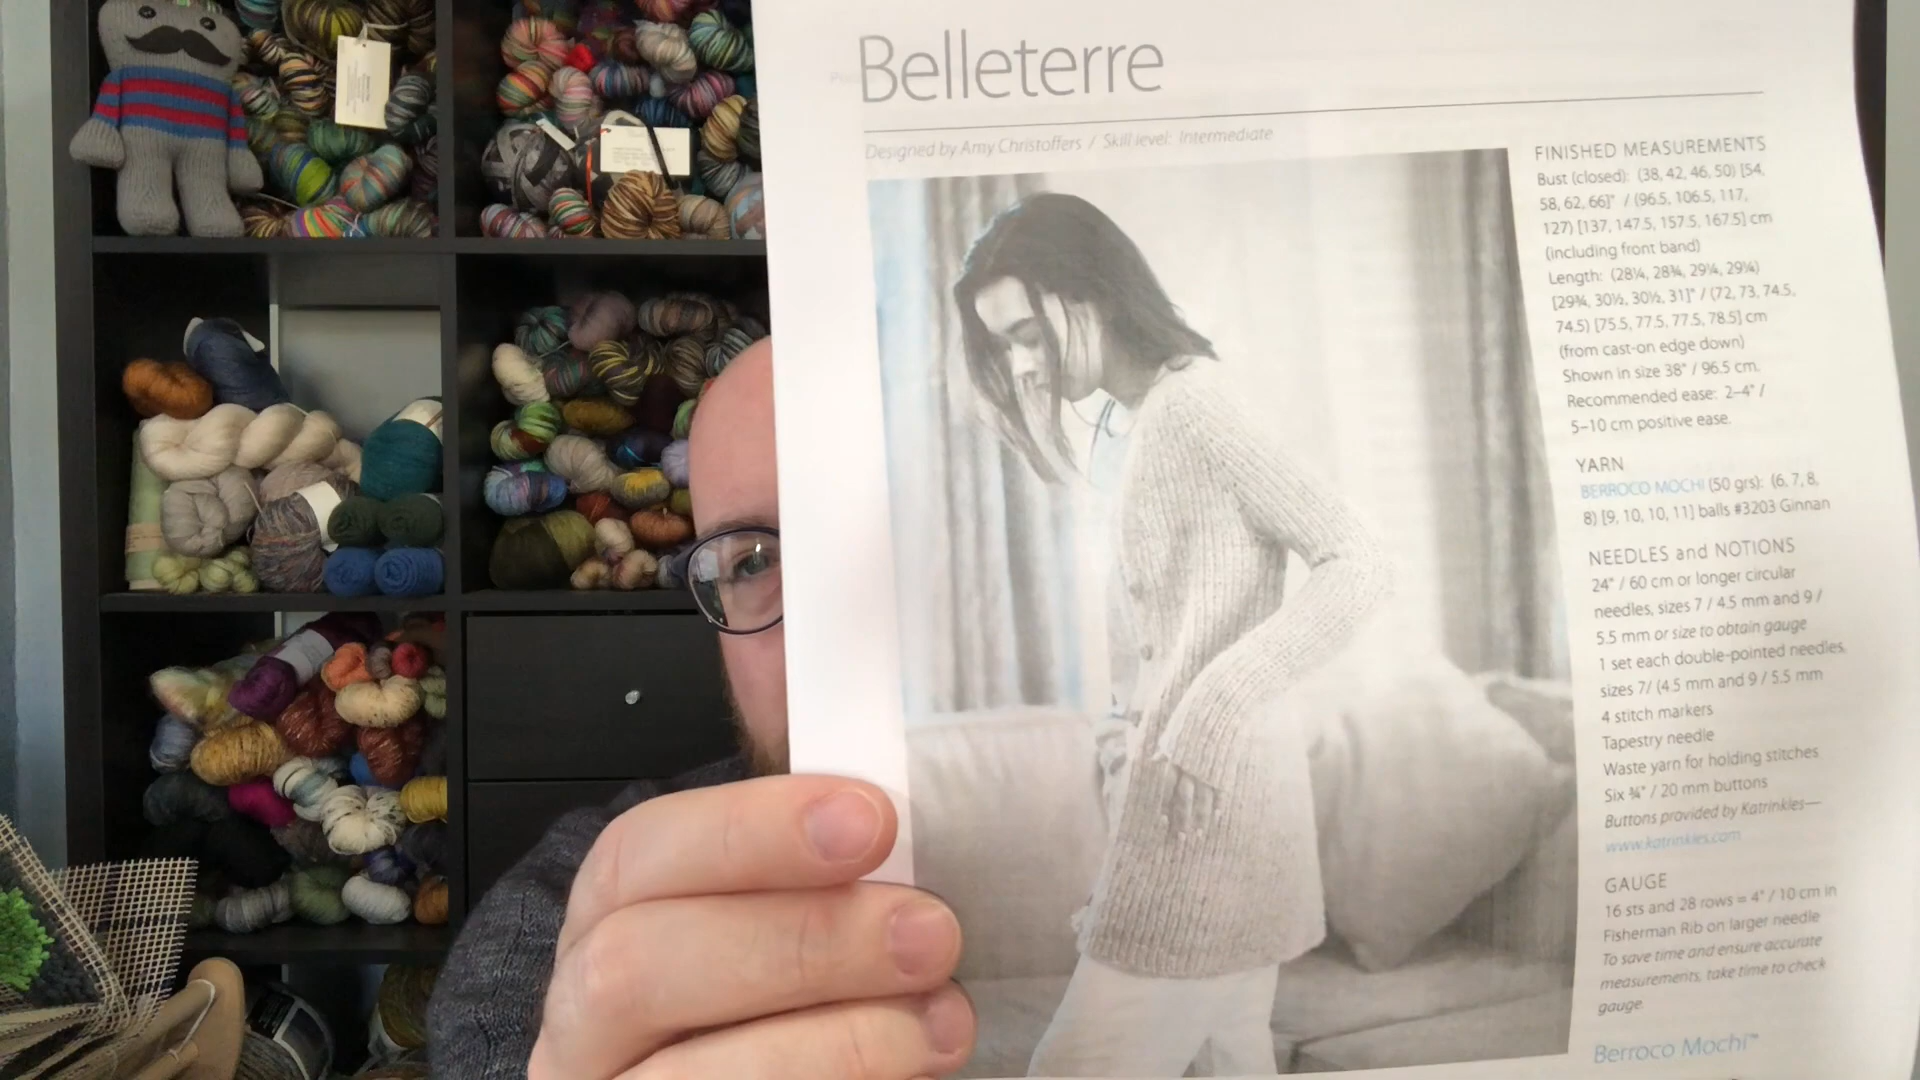 Belleterre
Designed by Amy Christoffers / Skill level: Intermediate
FINISHED MEASUREMENTS
Bust (closed): (38, 42, 46, 50) [54,
58, 62, 66]" / (96.5, 106.5, 117,
127) [137, 147.5, 157.5, 167.5] cm
(including front band)
Length: (28¼, 28¾, 29¼, 29¼)
[29¾, 30½, 30½, 31]" / (72, 73, 74.5,
74.5) [75.5, 77.5, 77.5, 78.5] cm
(from cast-on edge down)
Shown in size 38" / 96.5 cm.
Recommended ease: 2–4" /
5–10 cm positive ease.
YARN
BERROCO MOCHI (50 grs): (6, 7, 8,
8) [9, 10, 10, 11] balls #3203 Ginnan
NEEDLES and NOTIONS
24" / 60 cm or longer circular
needles, sizes 7 / 4.5 mm and 9 /
5.5 mm or size to obtain gauge
1 set each double-pointed needles,
sizes 7/ (4.5 mm and 9 / 5.5 mm
4 stitch markers
Tapestry needle
Waste yarn for holding stitches
Six ¾" / 20 mm buttons
Buttons provided by Katrinkles—
www.katrinkles.com
GAUGE
16 sts and 28 rows = 4" / 10 cm in
Fisherman Rib on larger needle
To save time and ensure accurate
measurements, take time to check
gauge.
Berroco Mochi™